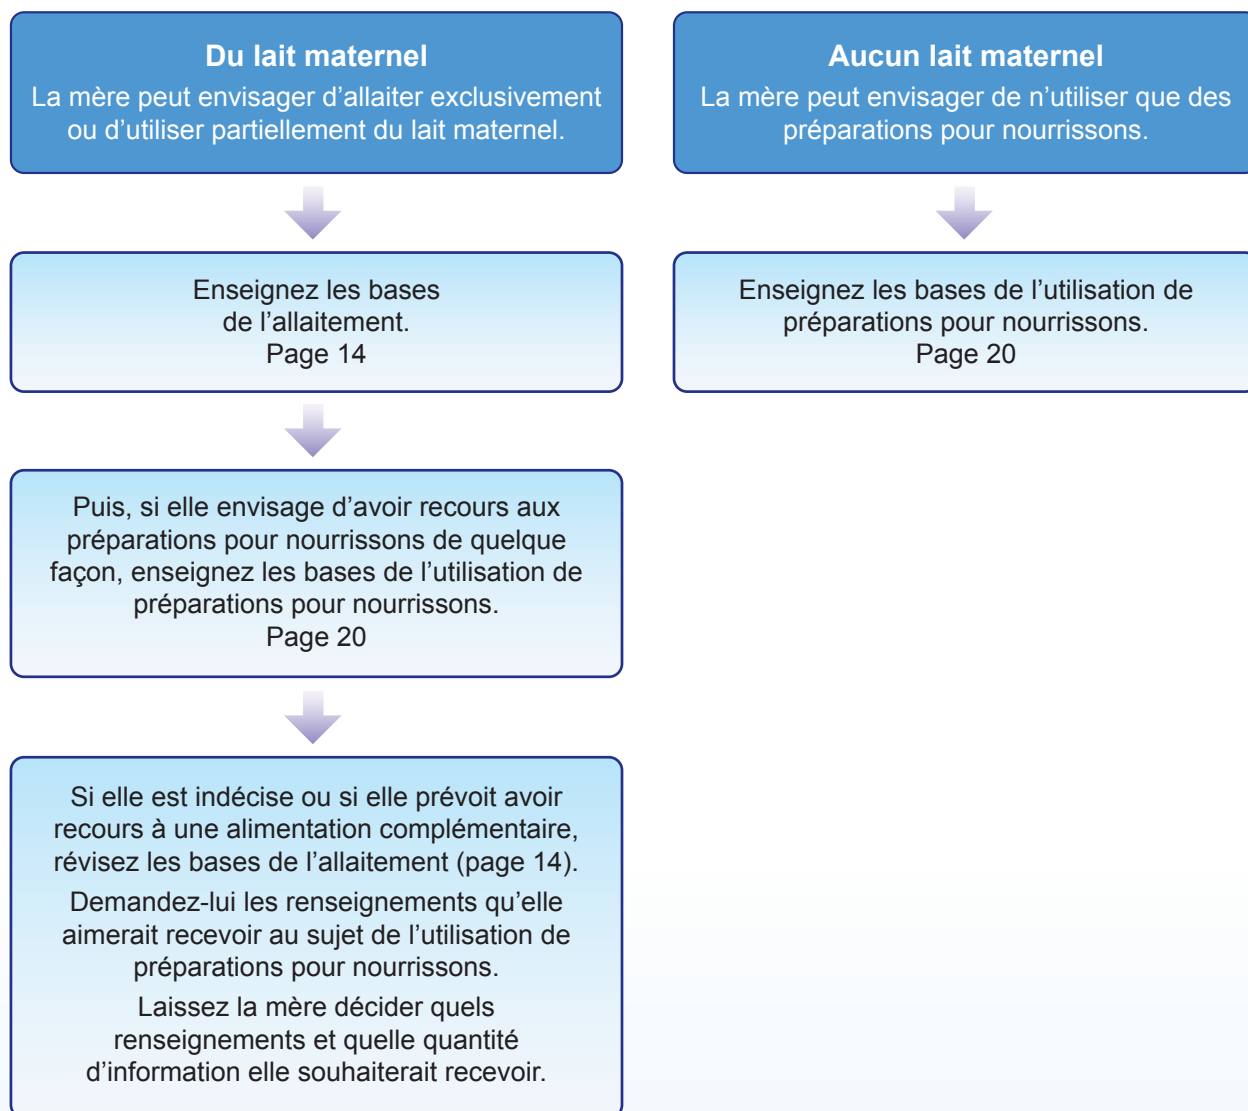 Du lait maternel
La mère peut envisager d’allaiter exclusivement
ou d’utiliser partiellement du lait maternel.
Enseignez les bases
de l’allaitement.
Page 14
Puis, si elle envisage d’avoir recours aux
préparations pour nourrissons de quelque
façon, enseignez les bases de l’utilisation de
préparations pour nourrissons.
Page 20
Si elle est indécise ou si elle prévoit avoir
recours à une alimentation complémentaire,
révisez les bases de l’allaitement (page 14).
Demandez-lui les renseignements qu’elle
aimerait recevoir au sujet de l’utilisation de
préparations pour nourrissons.
Laissez la mère décider quels
renseignements et quelle quantité
d’information elle souhaiterait recevoir.
Aucun lait maternel
La mère peut envisager de n’utiliser que des
préparations pour nourrissons.
Enseignez les bases de l’utilisation de
préparations pour nourrissons.
Page 20